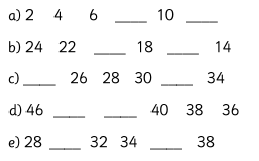 a) 2 4 6 ____ 10 ____
b) 24 22 ____ 18 ____ 14
c) ____ 26 28 30 ____ 34
d) 46 ____ ____ 40 38 36
e) 28 ____ 32 34 ____ 38